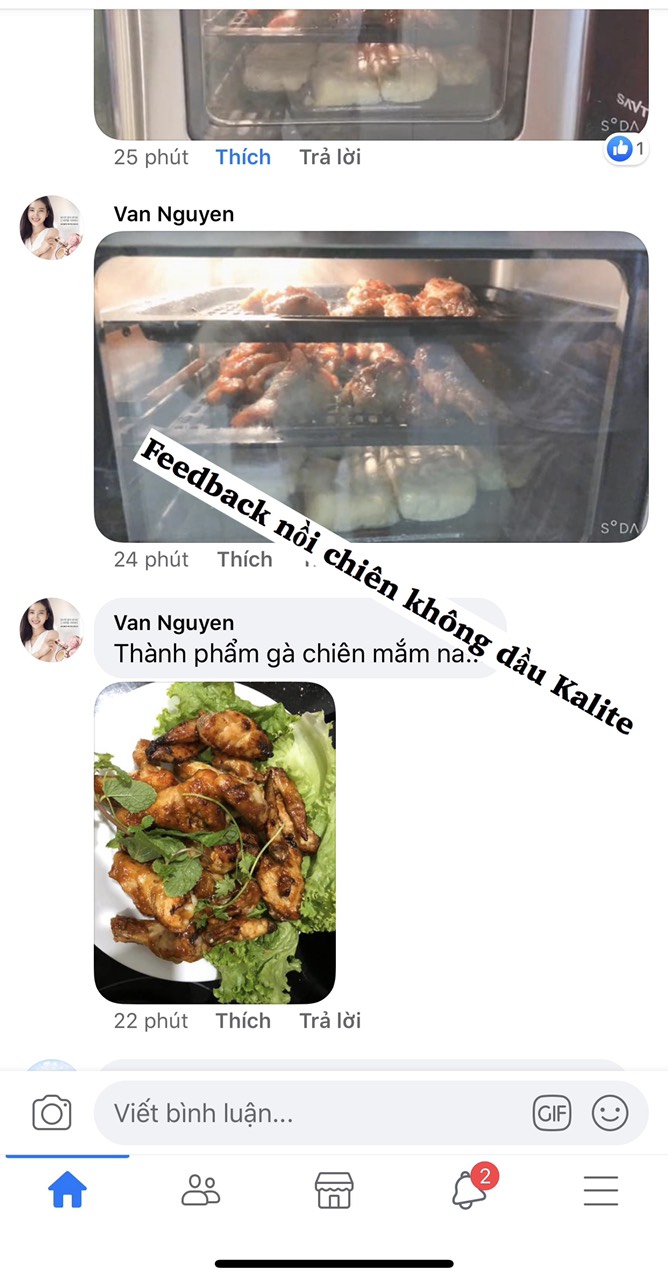 SAVT
S°DA
25 phút Thích Trả lời
1
Van Nguyen
S°DA
Feedback nồi chiên không dầu Kalite
24 phút Thích
Van Nguyen
Thành phẩm gà chiên mắm na..
22 phút Thích Trả lời
Viết bình luận...
GIF
2